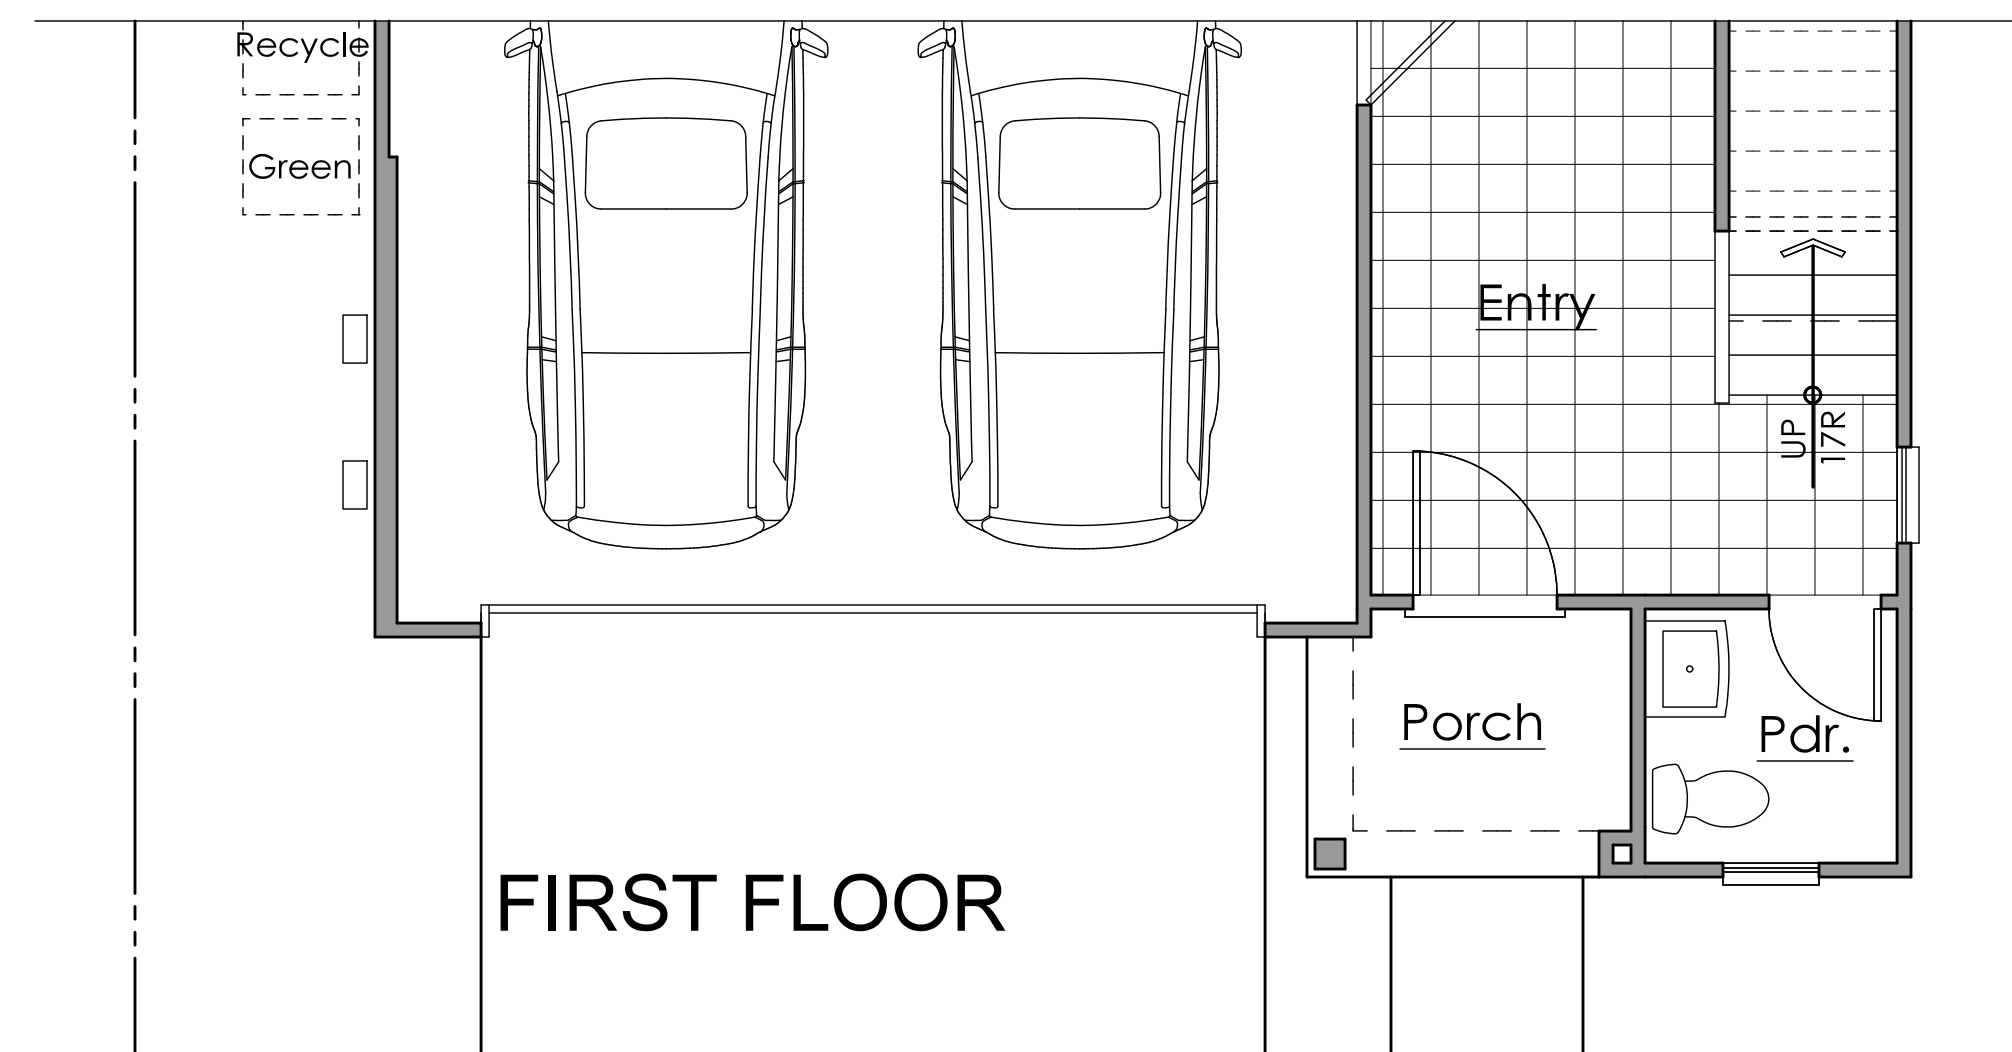 Recycle
Green
Entry
UP
17R
Porch
Pdr.
FIRST FLOOR